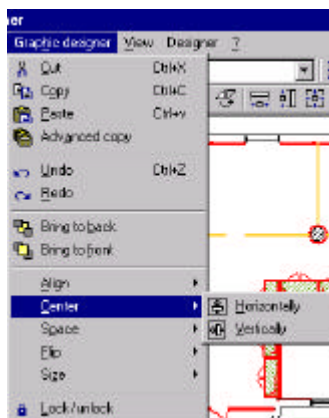 ner
Graphic designer View Designer ?
Cut Ctrl+X
Copy Ctrl+C
Paste Ctrl+v
Advanced copy
Undo Ctrl+Z
Redo
Bring to back
Bring to front
Align
Center
Horizontally
Space
Vertically
Flip
Size
Lock/unlock